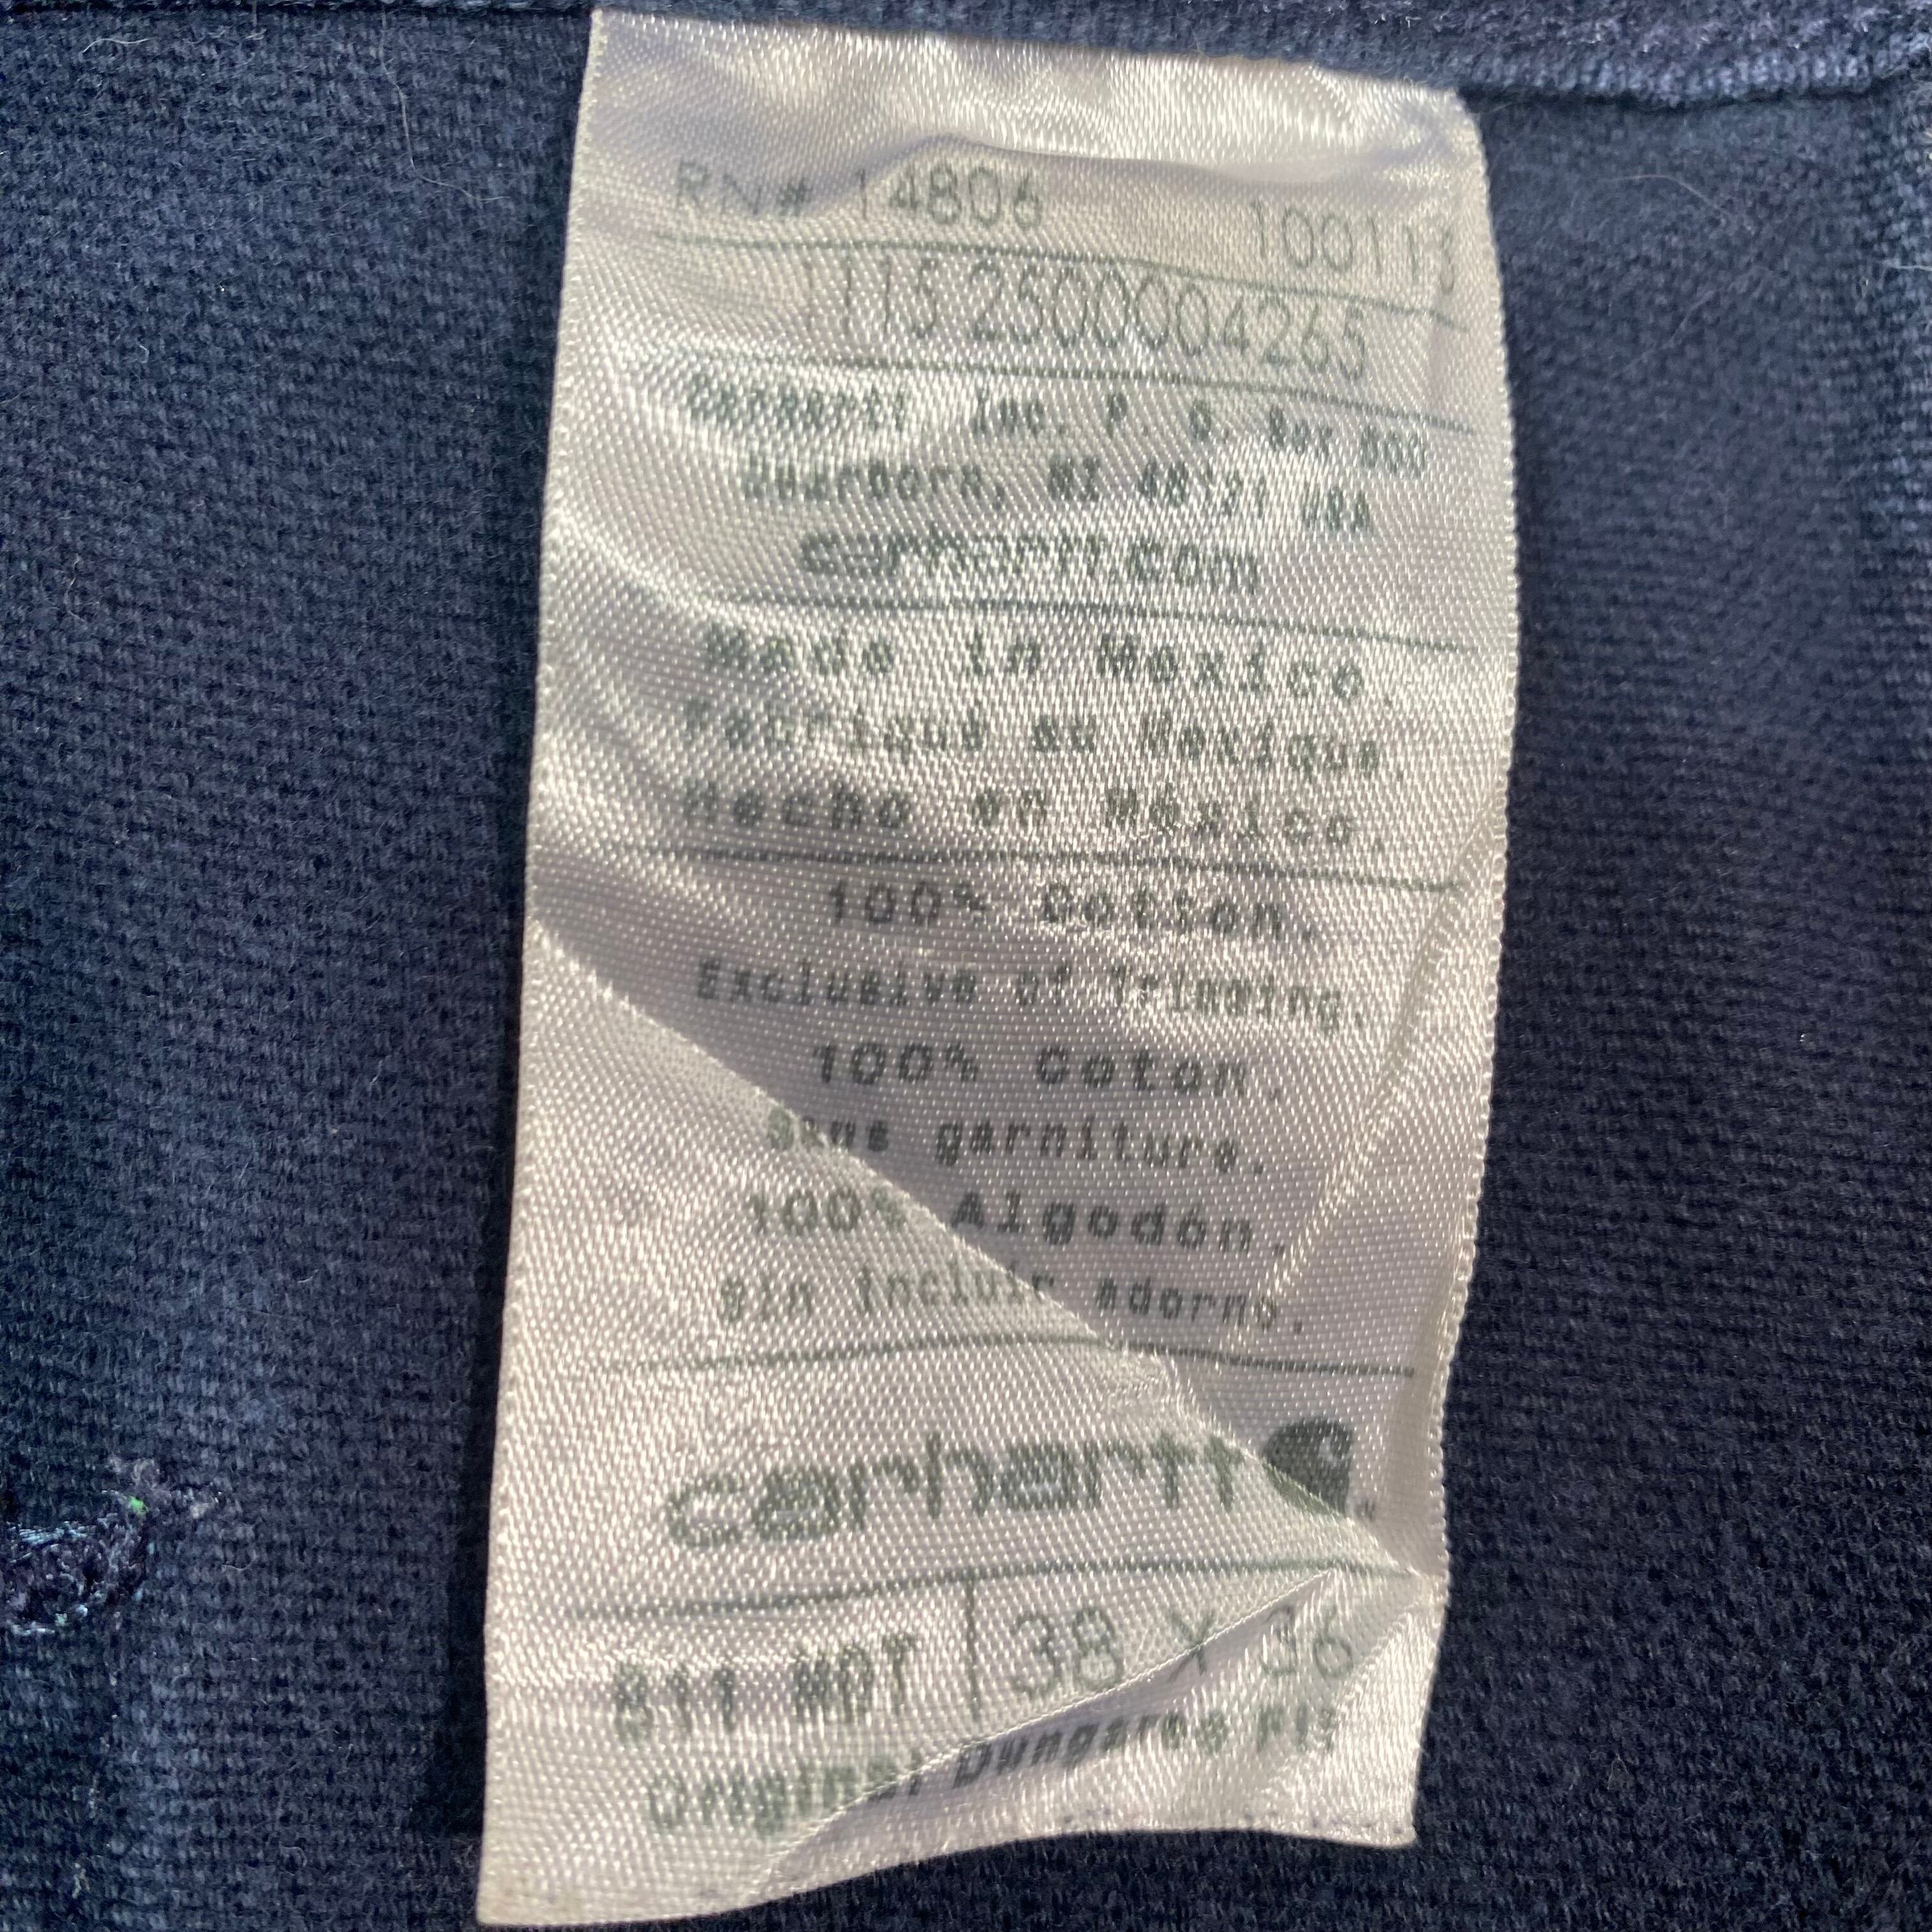 RN# 14806 100113
1115 2500004265
Carhartt Inc. P. O. Box 600
Dearborn, MI 48121 USA
carhartt.com
Made in Mexico.
Fabriqué au Mexique.
Hecho en México.
100% Cotton.
Exclusive of Trimming.
100% Coton.
Sans garniture.
100% Algodón.
sin incluir adorno.
carhartt
B11 MDT 38 X 36
Original Dungaree Fit